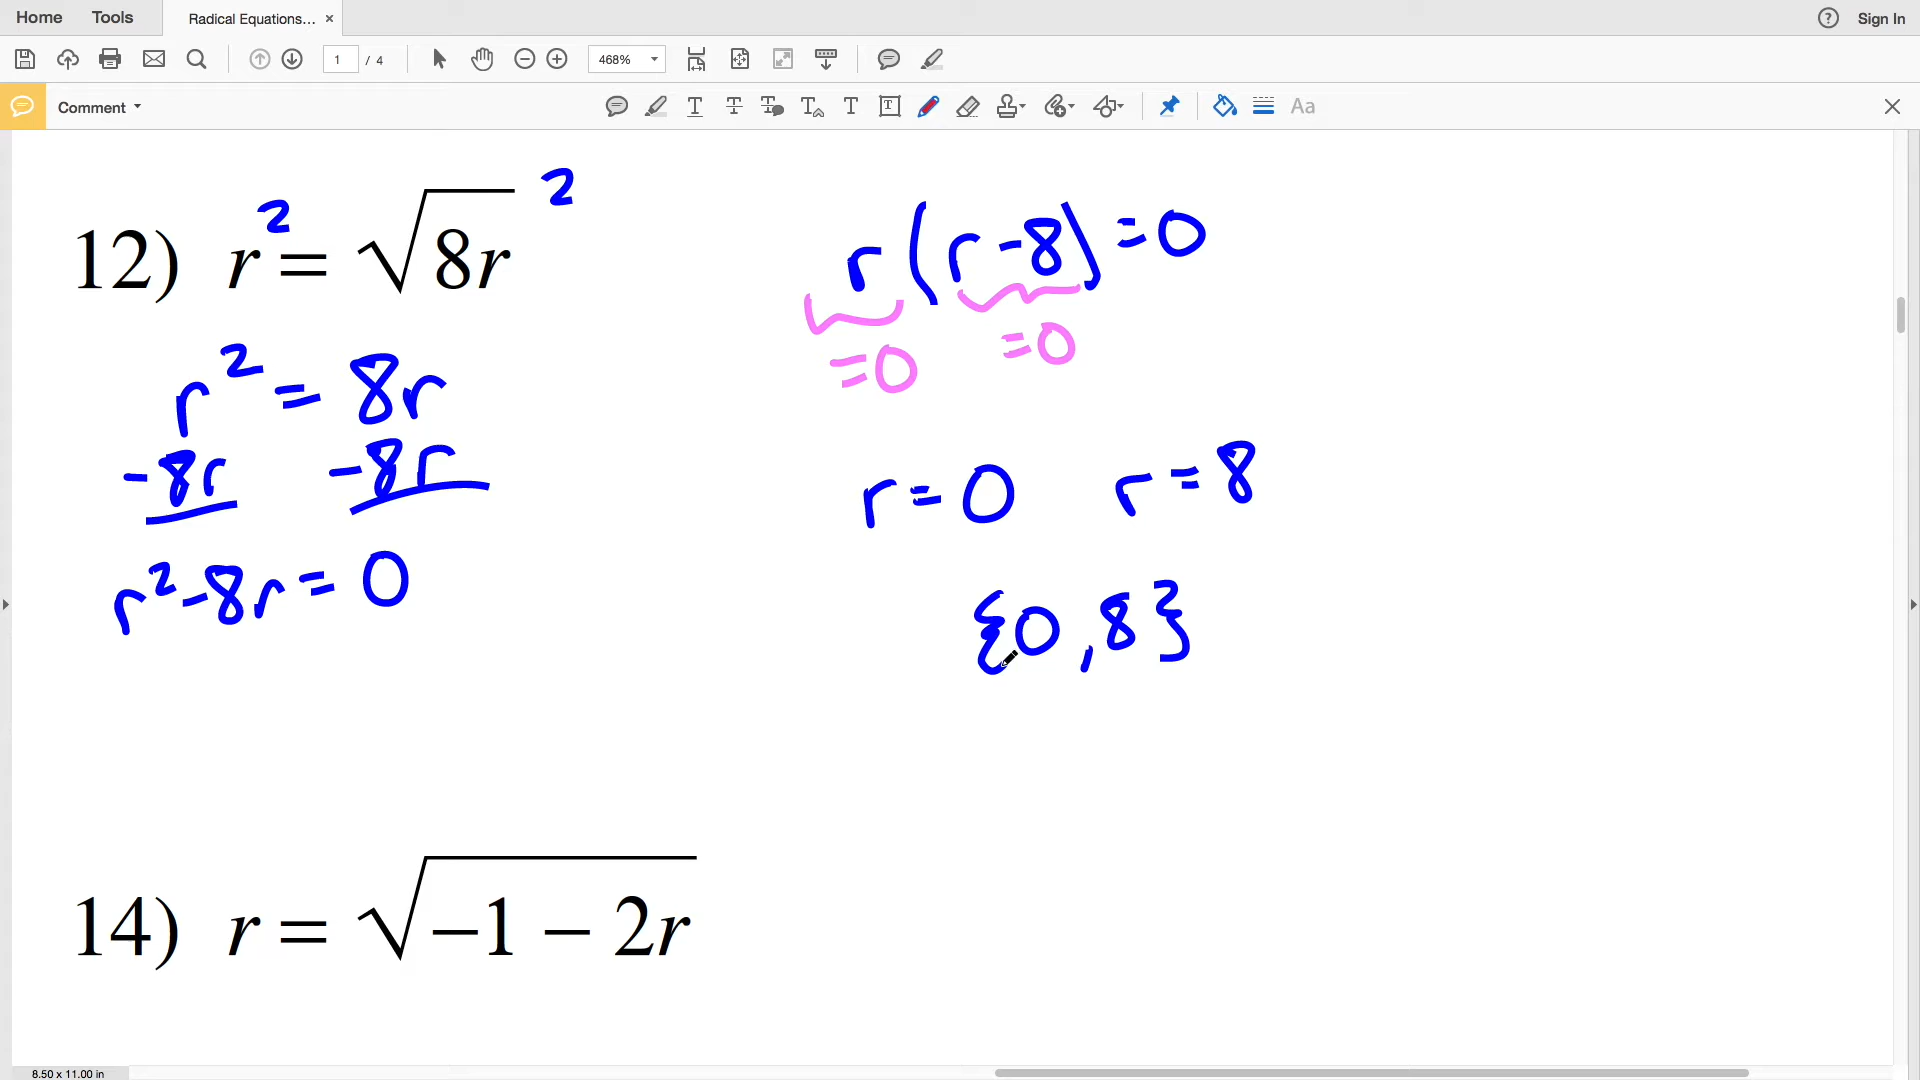 Home Tools Radical Equations... × ? Sign In
1 / 4 468%
Comment T T T T T T Aa
12) r² = √8r ²
r² = 8r
-8r -8r
r² - 8r = 0
r(r-8) = 0
=0 =0
r = 0 r = 8
{0,8}
14) r = √−1 − 2r
8.50 x 11.00 in